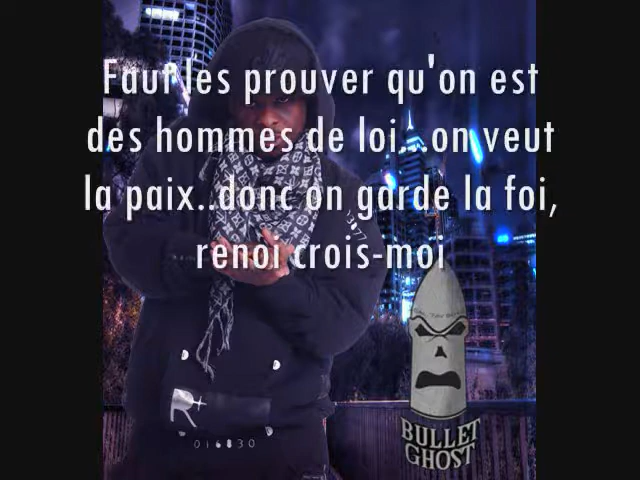 Faut les prouver qu'on est
des hommes de loi...on veut
la paix..donc on garde la foi,
renoi crois-moi
R+
016830
BULLET
GHOST